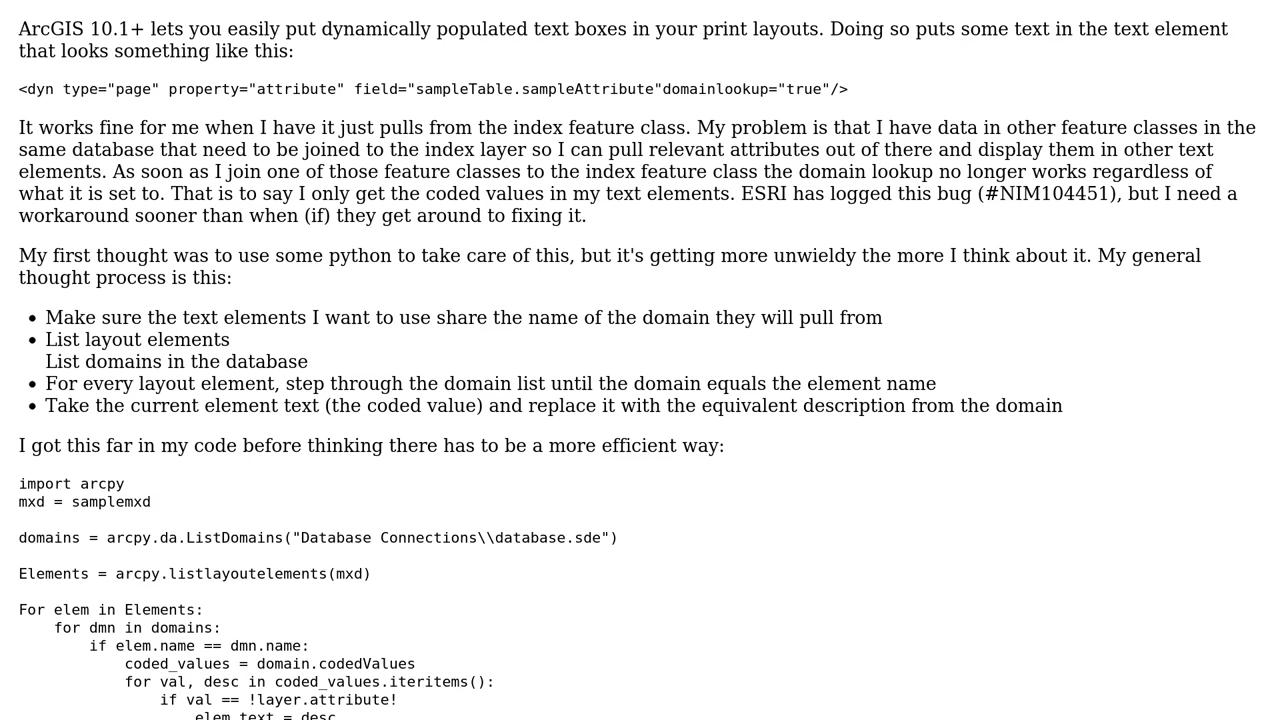 ArcGIS 10.1+ lets you easily put dynamically populated text boxes in your print layouts. Doing so puts some text in the text element
that looks something like this:
<dyn type="page" property="attribute" field="sampleTable.sampleAttribute"domainlookup="true"/>
It works fine for me when I have it just pulls from the index feature class. My problem is that I have data in other feature classes in the
same database that need to be joined to the index layer so I can pull relevant attributes out of there and display them in other text
elements. As soon as I join one of those feature classes to the index feature class the domain lookup no longer works regardless of
what it is set to. That is to say I only get the coded values in my text elements. ESRI has logged this bug (#NIM104451), but I need a
workaround sooner than when (if) they get around to fixing it.
My first thought was to use some python to take care of this, but it's getting more unwieldy the more I think about it. My general
thought process is this:
• Make sure the text elements I want to use share the name of the domain they will pull from
• List layout elements
List domains in the database
• For every layout element, step through the domain list until the domain equals the element name
• Take the current element text (the coded value) and replace it with the equivalent description from the domain
I got this far in my code before thinking there has to be a more efficient way:
import arcpy
mxd = samplemxd
domains = arcpy.da.ListDomains("Database Connections\\database.sde")
Elements = arcpy.listlayoutelements(mxd)
For elem in Elements:
    for dmn in domains:
        if elem.name == dmn.name:
            coded_values = domain.codedValues
            for val, desc in coded_values.iteritems():
                if val == !layer.attribute!
                    elem.text = desc